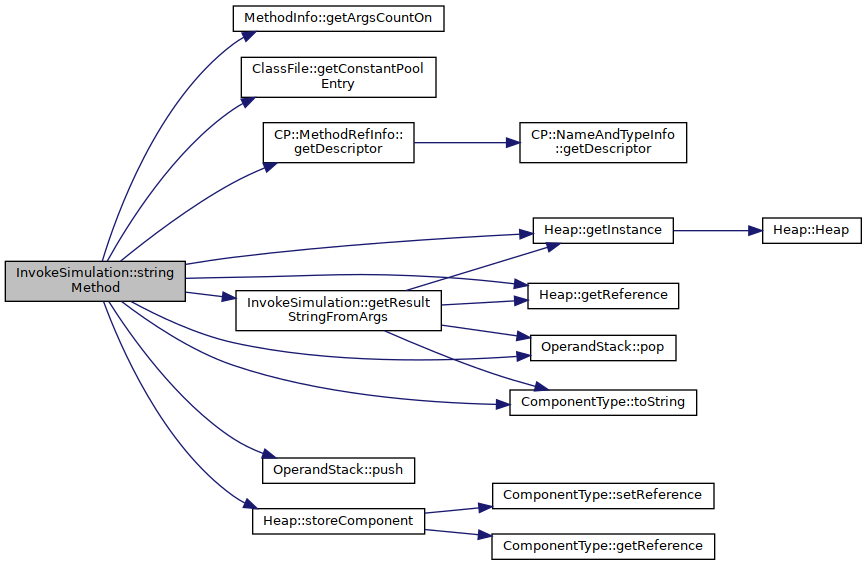 MethodInfo::getArgsCountOn
ClassFile::getConstantPool
Entry
CP::MethodRefInfo::
getDescriptor
CP::NameAndTypeInfo
::getDescriptor
Heap::getInstance
Heap::Heap
InvokeSimulation::string
Method
InvokeSimulation::getResult
StringFromArgs
Heap::getReference
OperandStack::pop
ComponentType::toString
OperandStack::push
Heap::storeComponent
ComponentType::setReference
ComponentType::getReference